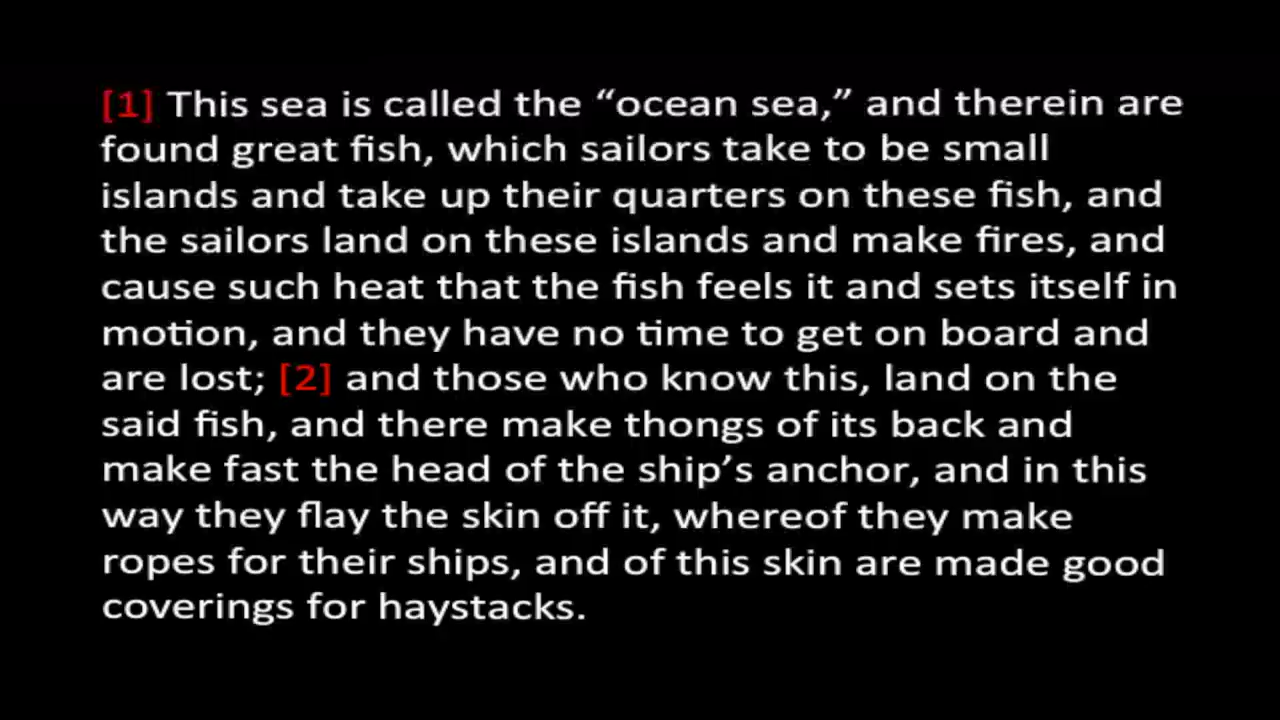 [1] This sea is called the “ocean sea,” and therein are
found great fish, which sailors take to be small
islands and take up their quarters on these fish, and
the sailors land on these islands and make fires, and
cause such heat that the fish feels it and sets itself in
motion, and they have no time to get on board and
are lost; [2] and those who know this, land on the
said fish, and there make thongs of its back and
make fast the head of the ship’s anchor, and in this
way they flay the skin off it, whereof they make
ropes for their ships, and of this skin are made good
coverings for haystacks.